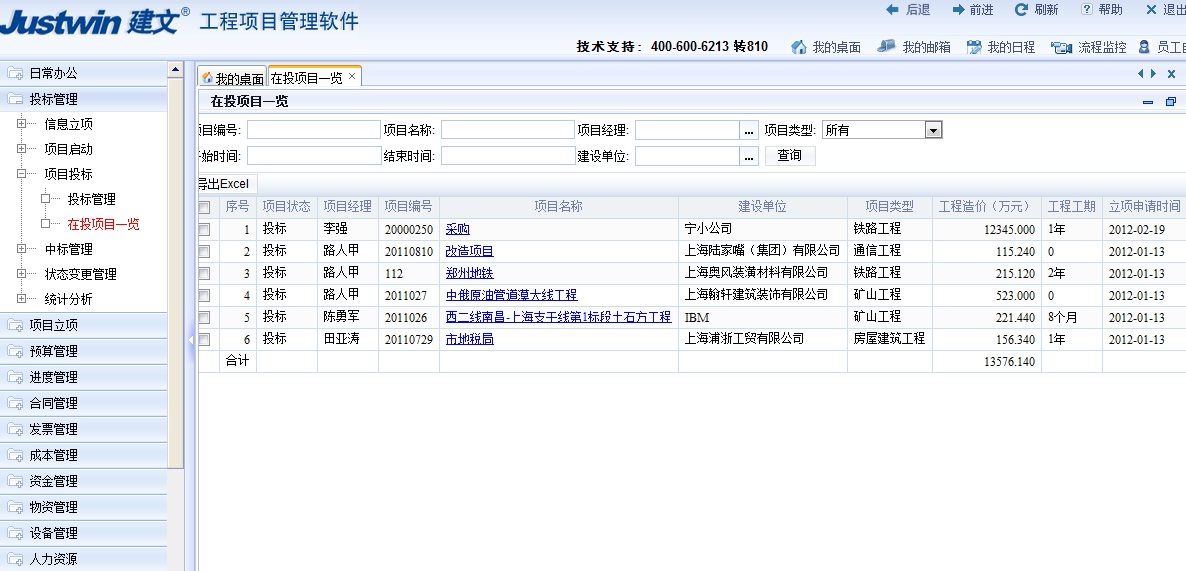 Justwin 建文® 工程项目管理软件
后退 前进 刷新 帮助 退出
技术支持：400-600-6213 转810 我的桌面 我的邮箱 我的日程 流程监控 员工自
日常办公
投标管理
信息立项
项目启动
项目投标
投标管理
在投项目一览
中标管理
状态变更管理
统计分析
项目立项
预算管理
进度管理
合同管理
发票管理
成本管理
资金管理
物资管理
设备管理
人力资源
我的桌面 在投项目一览 ×
在投项目一览
项目编号: 项目名称: 项目经理: ... 项目类型: 所有
开始时间: 结束时间: 建设单位: ... 查询
导出Excel
序号 项目状态 项目经理 项目编号 项目名称 建设单位 项目类型 工程造价（万元） 工程工期 立项申请时间
1 投标 李强 20000250 采购 宁小公司 铁路工程 12345.000 1年 2012-02-19
2 投标 路人甲 20110810 改造项目 上海陆家嘴（集团）有限公司 通信工程 115.240 0 2012-01-13
3 投标 路人甲 112 郑州地铁 上海奥风装潢材料有限公司 铁路工程 215.120 2年 2012-01-13
4 投标 路人甲 2011027 中俄原油管道漠大线工程 上海翰轩建筑装饰有限公司 矿山工程 523.000 0 2012-01-13
5 投标 陈勇军 2011026 西二线南昌-上海支干线第1标段土石方工程 IBM 矿山工程 221.440 8个月 2012-01-13
6 投标 田亚涛 20110729 市地税局 上海浦浙工贸有限公司 房屋建筑工程 156.340 1年 2012-01-13
合计 13576.140